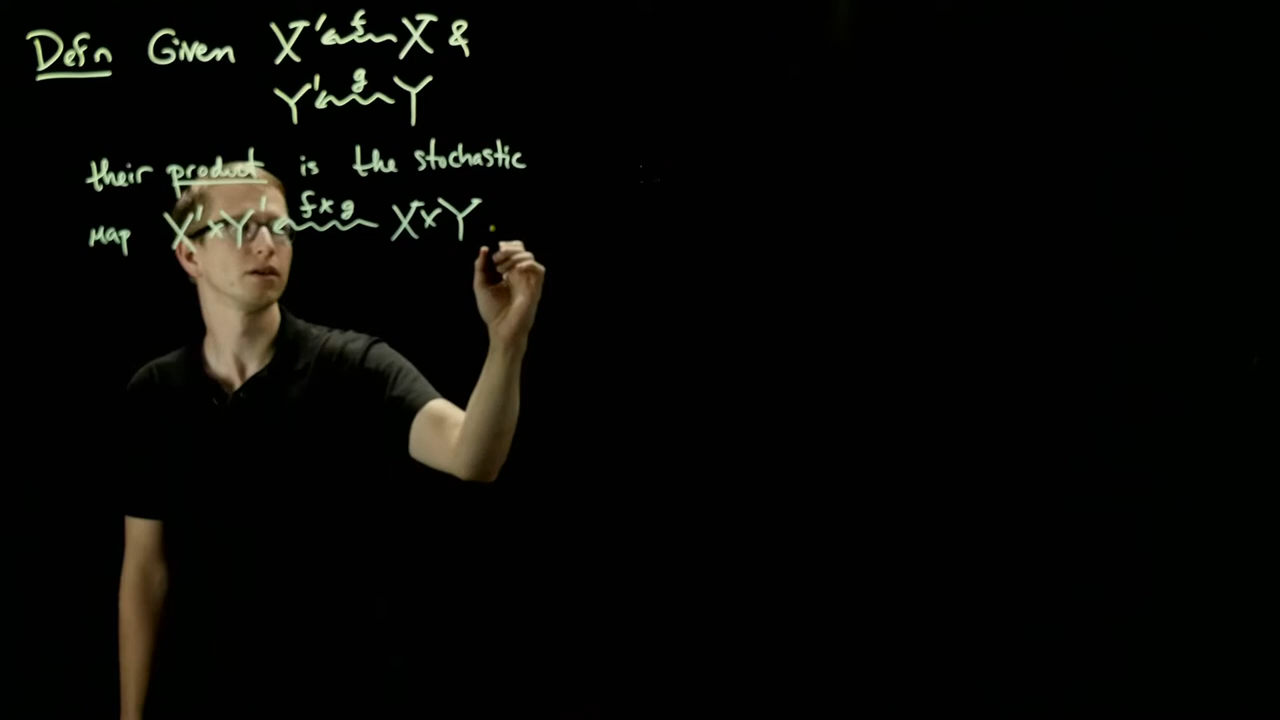 Defn Given X' f⇜ X &
Y' g⇜ Y
their product is the stochastic
map X'×Y' f×g⇜ X×Y